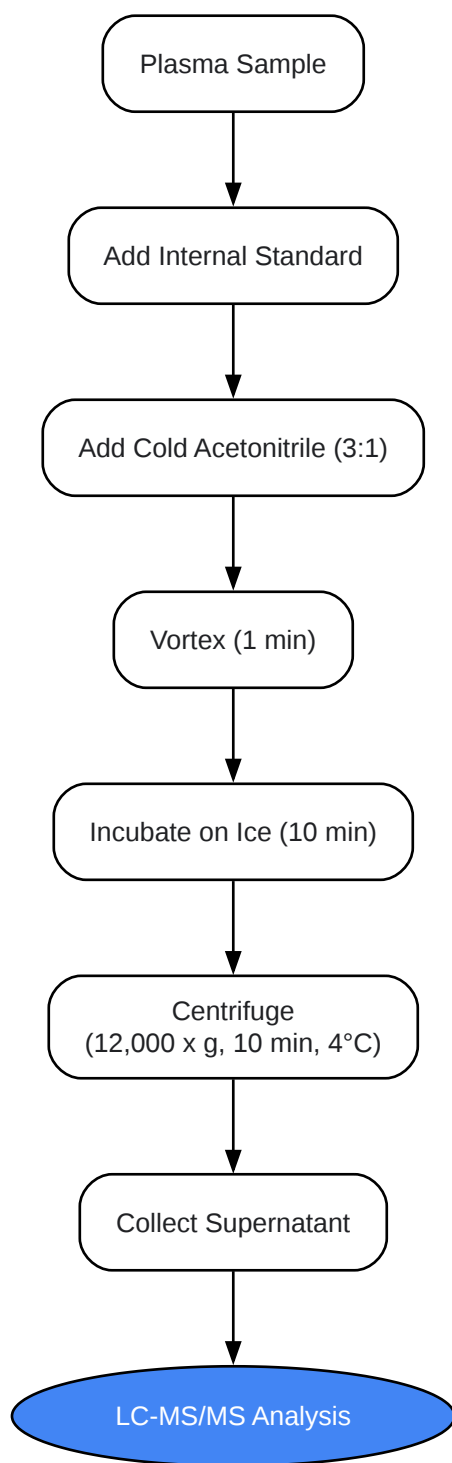 Plasma Sample
Add Internal Standard
Add Cold Acetonitrile (3:1)
Vortex (1 min)
Incubate on Ice (10 min)
Centrifuge
(12,000 x g, 10 min, 4°C)
Collect Supernatant
LC-MS/MS Analysis